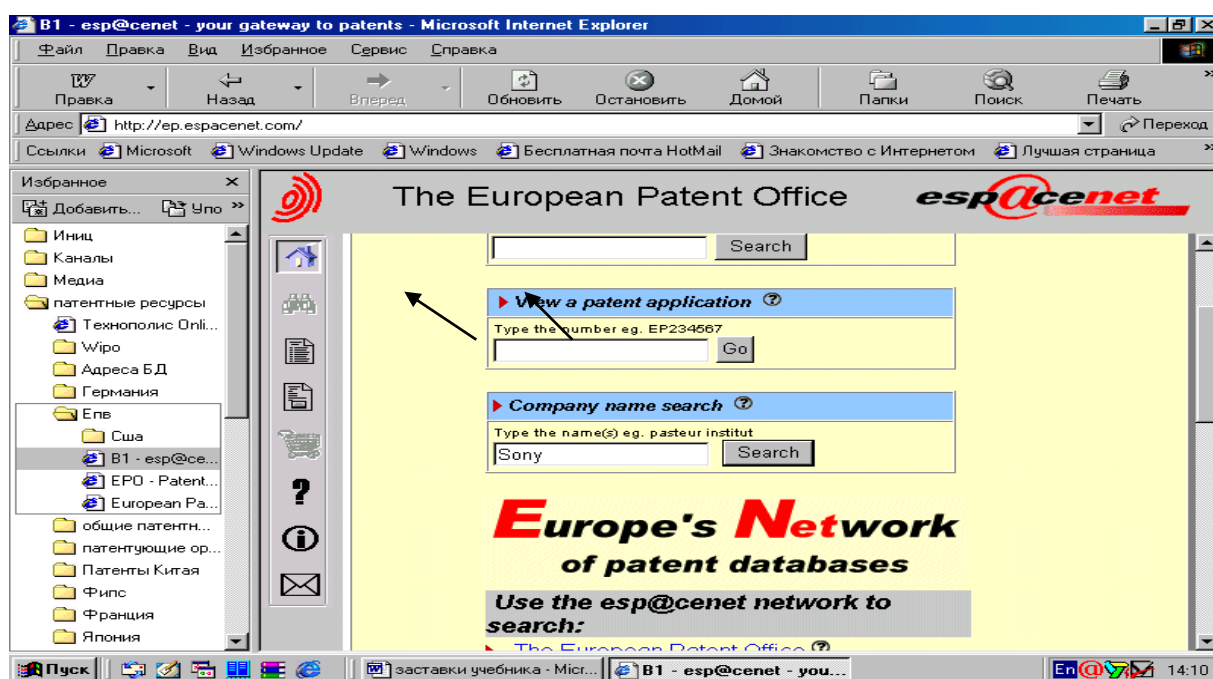 B1 - esp@cenet - your gateway to patents - Microsoft Internet Explorer
Файл Правка Вид Избранное Сервис Справка
Правка Назад Вперед Обновить Остановить Домой Папки Поиск Печать
Адрес http://ep.espacenet.com/ Переход
Ссылки Microsoft Windows Update Windows Бесплатная почта HotMail Знакомство с Интернетом Лучшая страница
Избранное
Добавить... Упо
Иниц
Каналы
Медиа
патентные ресурсы
Технополис Onli...
Wipo
Адреса БД
Германия
Епв
Сша
B1 - esp@ce...
EPO - Patent...
European Pa...
общие патентн...
патентующие ор...
Патенты Китая
Фипс
Франция
Япония
The European Patent Office esp@cenet
Search
View a patent application
Type the number eg. EP234567
Go
Company name search
Type the name(s) eg. pasteur institut
Sony Search
Europe's Network
of patent databases
Use the esp@cenet network to
search:
The European Patent Office
Пуск заставки учебника - Micr... B1 - esp@cenet - you... En 14:10